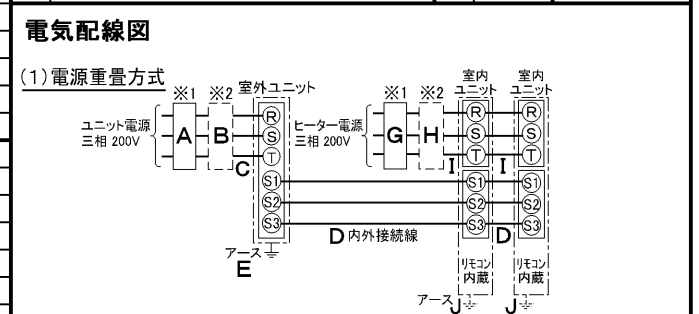 電気配線図
(1)電源重畳方式
※1 ※2 室外ユニット
ユニット電源
三相 200V
A B C
R
S
T
S1
S2
S3
アース
E
※1 ※2
ヒーター電源
三相 200V
G H I I
室内
ユニット
室内
ユニット
R R
S S
T T
S1 S1
S2 S2
S3 S3
D 内外接続線
D
リモコン
内蔵
リモコン
内蔵
アース J J